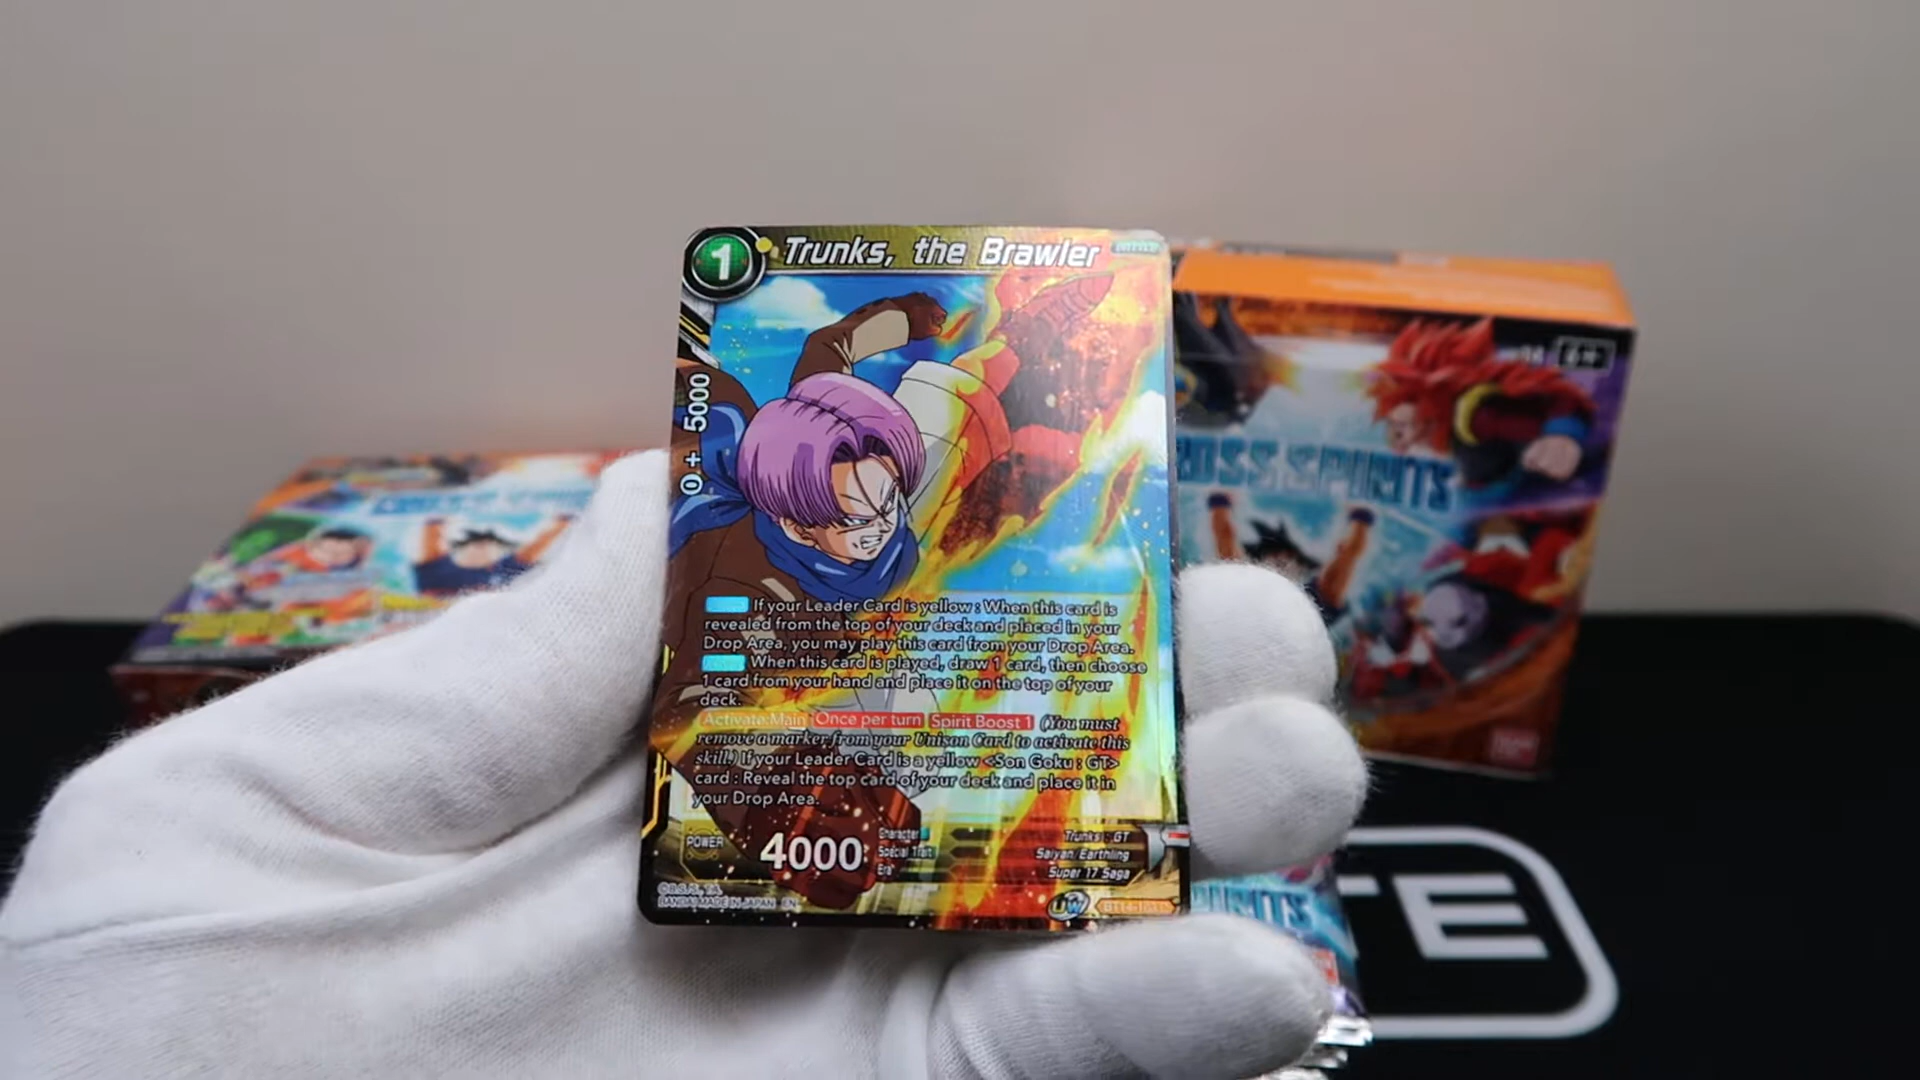 1 Trunks, the Brawler
0 + 5000
If your Leader Card is yellow : When this card is
revealed from the top of your deck and placed in your
Drop Area, you may play this card from your Drop Area.
When this card is played, draw 1 card, then choose
1 card from your hand and place it on the top of your
deck.
Activate:Main Once per turn Spirit Boost 1 (You must
remove a marker from your Unison Card to activate this
skill.) If your Leader Card is a yellow <Son Goku : GT>
card : Reveal the top card of your deck and place it in
your Drop Area.
POWER 4000
Character Trunks : GT
Special Trait Saiyan/Earthling
Era Super 17 Saga
©B.S./S., T.A.
BANDAI MADE IN JAPAN EN
UW
OSS SPIRITS
PIRITS
TE